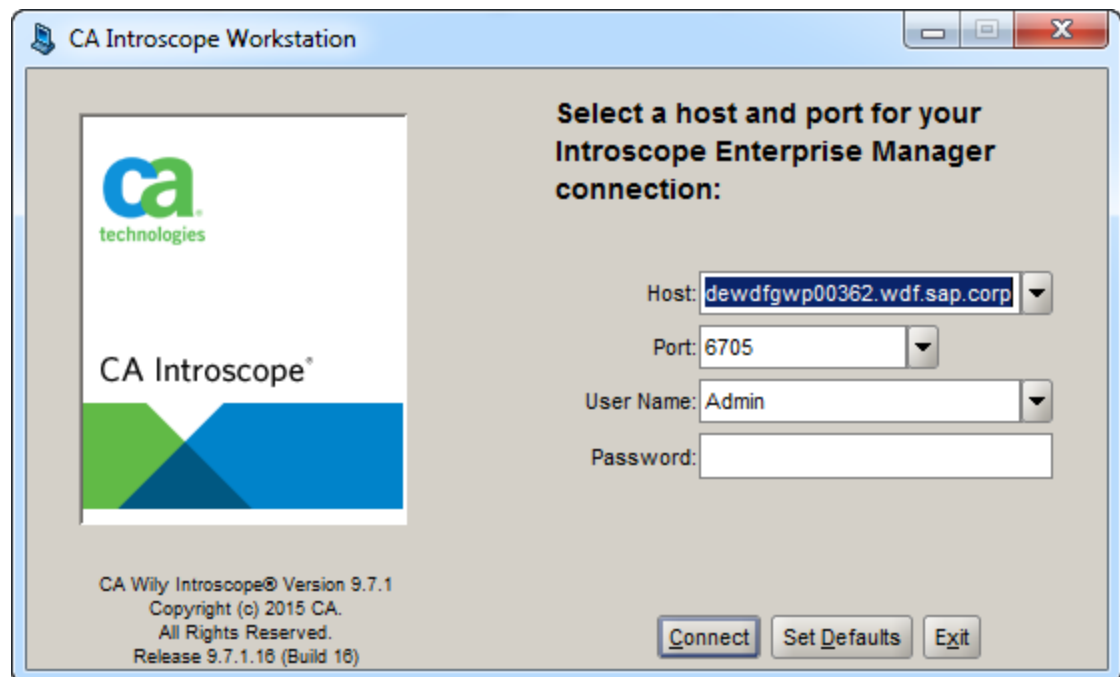 CA Introscope Workstation
ca
technologies
CA Introscope®
CA Wily Introscope® Version 9.7.1
Copyright (c) 2015 CA.
All Rights Reserved.
Release 9.7.1.16 (Build 16)
Select a host and port for your
Introscope Enterprise Manager
connection:
Host: dewdfgwp00362.wdf.sap.corp
Port: 6705
User Name: Admin
Password:
Connect Set Defaults Exit